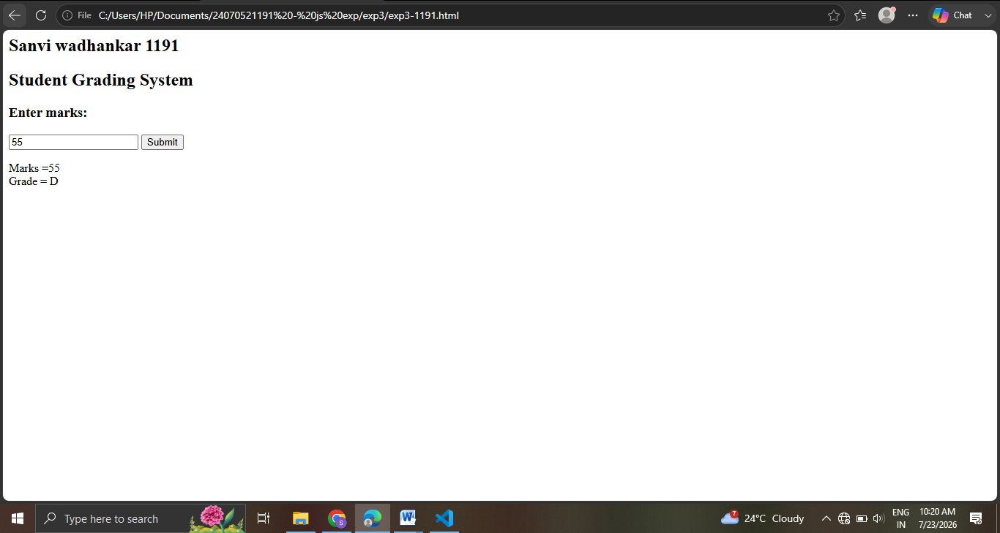 File C:/Users/HP/Documents/24070521191%20-%20js%20exp/exp3/exp3-1191.html
Chat
Sanvi wadhankar 1191
Student Grading System
Enter marks:
55 Submit
Marks =55
Grade = D
Type here to search
7 24°C Cloudy
ENG
IN
10:20 AM
7/23/2026